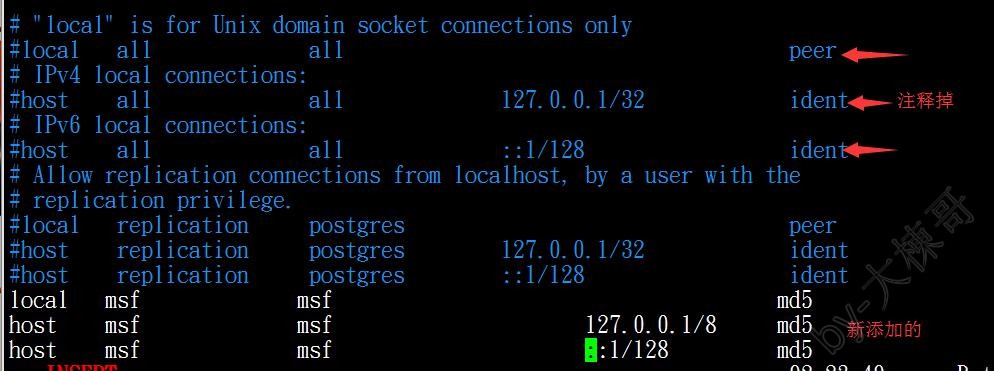 # "local" is for Unix domain socket connections only
#local all all peer
# IPv4 local connections:
#host all all 127.0.0.1/32 ident 注释掉
# IPv6 local connections:
#host all all ::1/128 ident
# Allow replication connections from localhost, by a user with the
# replication privilege.
#local replication postgres peer
#host replication postgres 127.0.0.1/32 ident
#host replication postgres ::1/128 ident
local msf msf md5
host msf msf 127.0.0.1/8 md5 新添加的
host msf msf ::1/128 md5
by-大栋哥